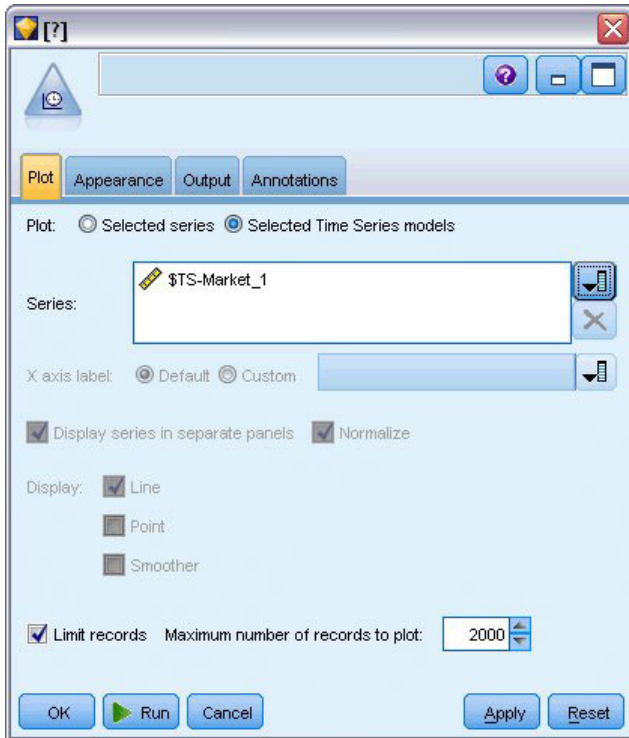 [?]
Plot Appearance Output Annotations
Plot: Selected series Selected Time Series models
Series: $TS-Market_1
X axis label: Default Custom
Display series in separate panels Normalize
Display: Line
Point
Smoother
Limit records Maximum number of records to plot: 2000
OK Run Cancel Apply Reset